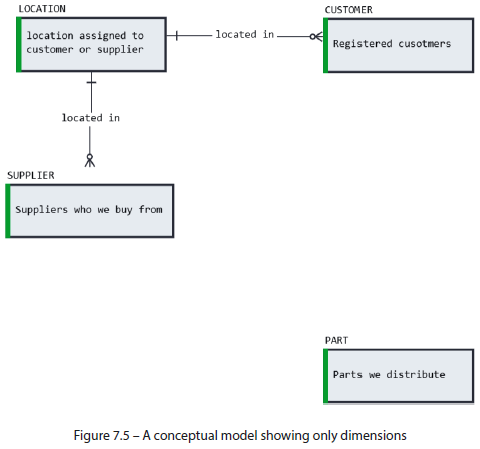 LOCATION
location assigned to
customer or supplier
located in
CUSTOMER
Registered cusotmers
located in
SUPPLIER
Suppliers who we buy from
PART
Parts we distribute
Figure 7.5 – A conceptual model showing only dimensions